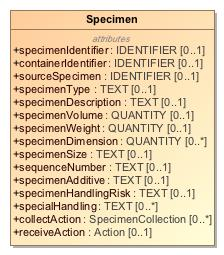 Specimen
attributes
+specimenIdentifier : IDENTIFIER [0..1]
+containerIdentifier : IDENTIFIER [0..1]
+sourceSpecimen : IDENTIFIER [0..1]
+specimenType : TEXT [0..1]
+specimenDescription : TEXT [0..1]
+specimenVolume : QUANTITY [0..1]
+specimenWeight : QUANTITY [0..1]
+specimenDimension : QUANTITY [0..*]
+specimenSize : TEXT [0..1]
+sequenceNumber : TEXT [0..1]
+specimenAdditive : TEXT [0..1]
+specimenHandlingRisk : TEXT [0..1]
+specialHandling : TEXT [0..*]
+collectAction : SpecimenCollection [0..*]
+receiveAction : Action [0..1]